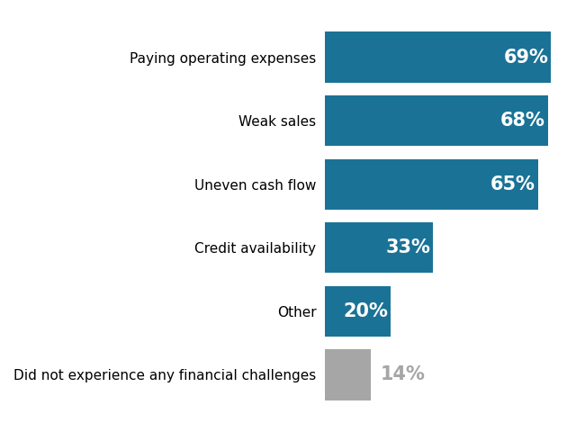 Paying operating expenses 69%
Weak sales 68%
Uneven cash flow 65%
Credit availability 33%
Other 20%
Did not experience any financial challenges 14%